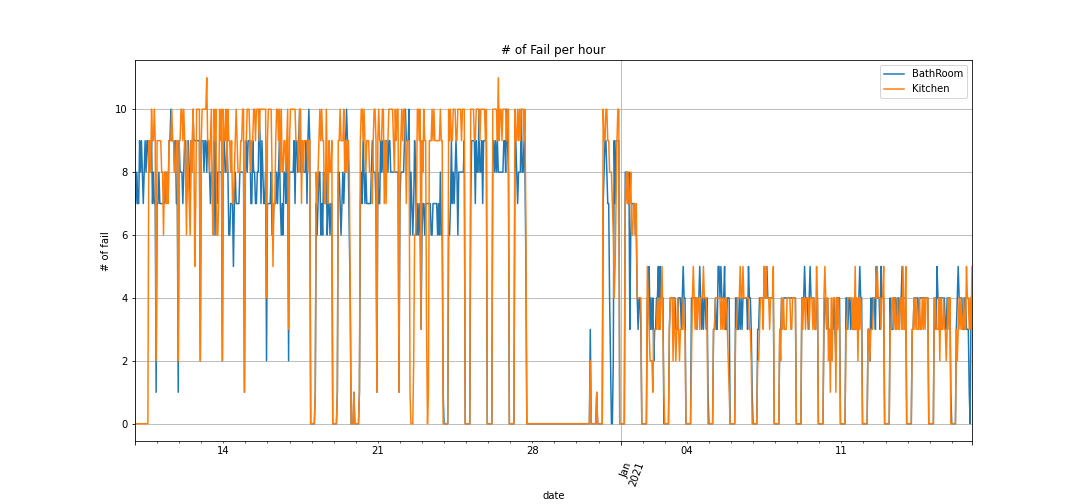 # of Fail per hour
BathRoom
Kitchen
# of fail
10
8
6
4
2
0
14
21
28
Jan
2021
04
11
date